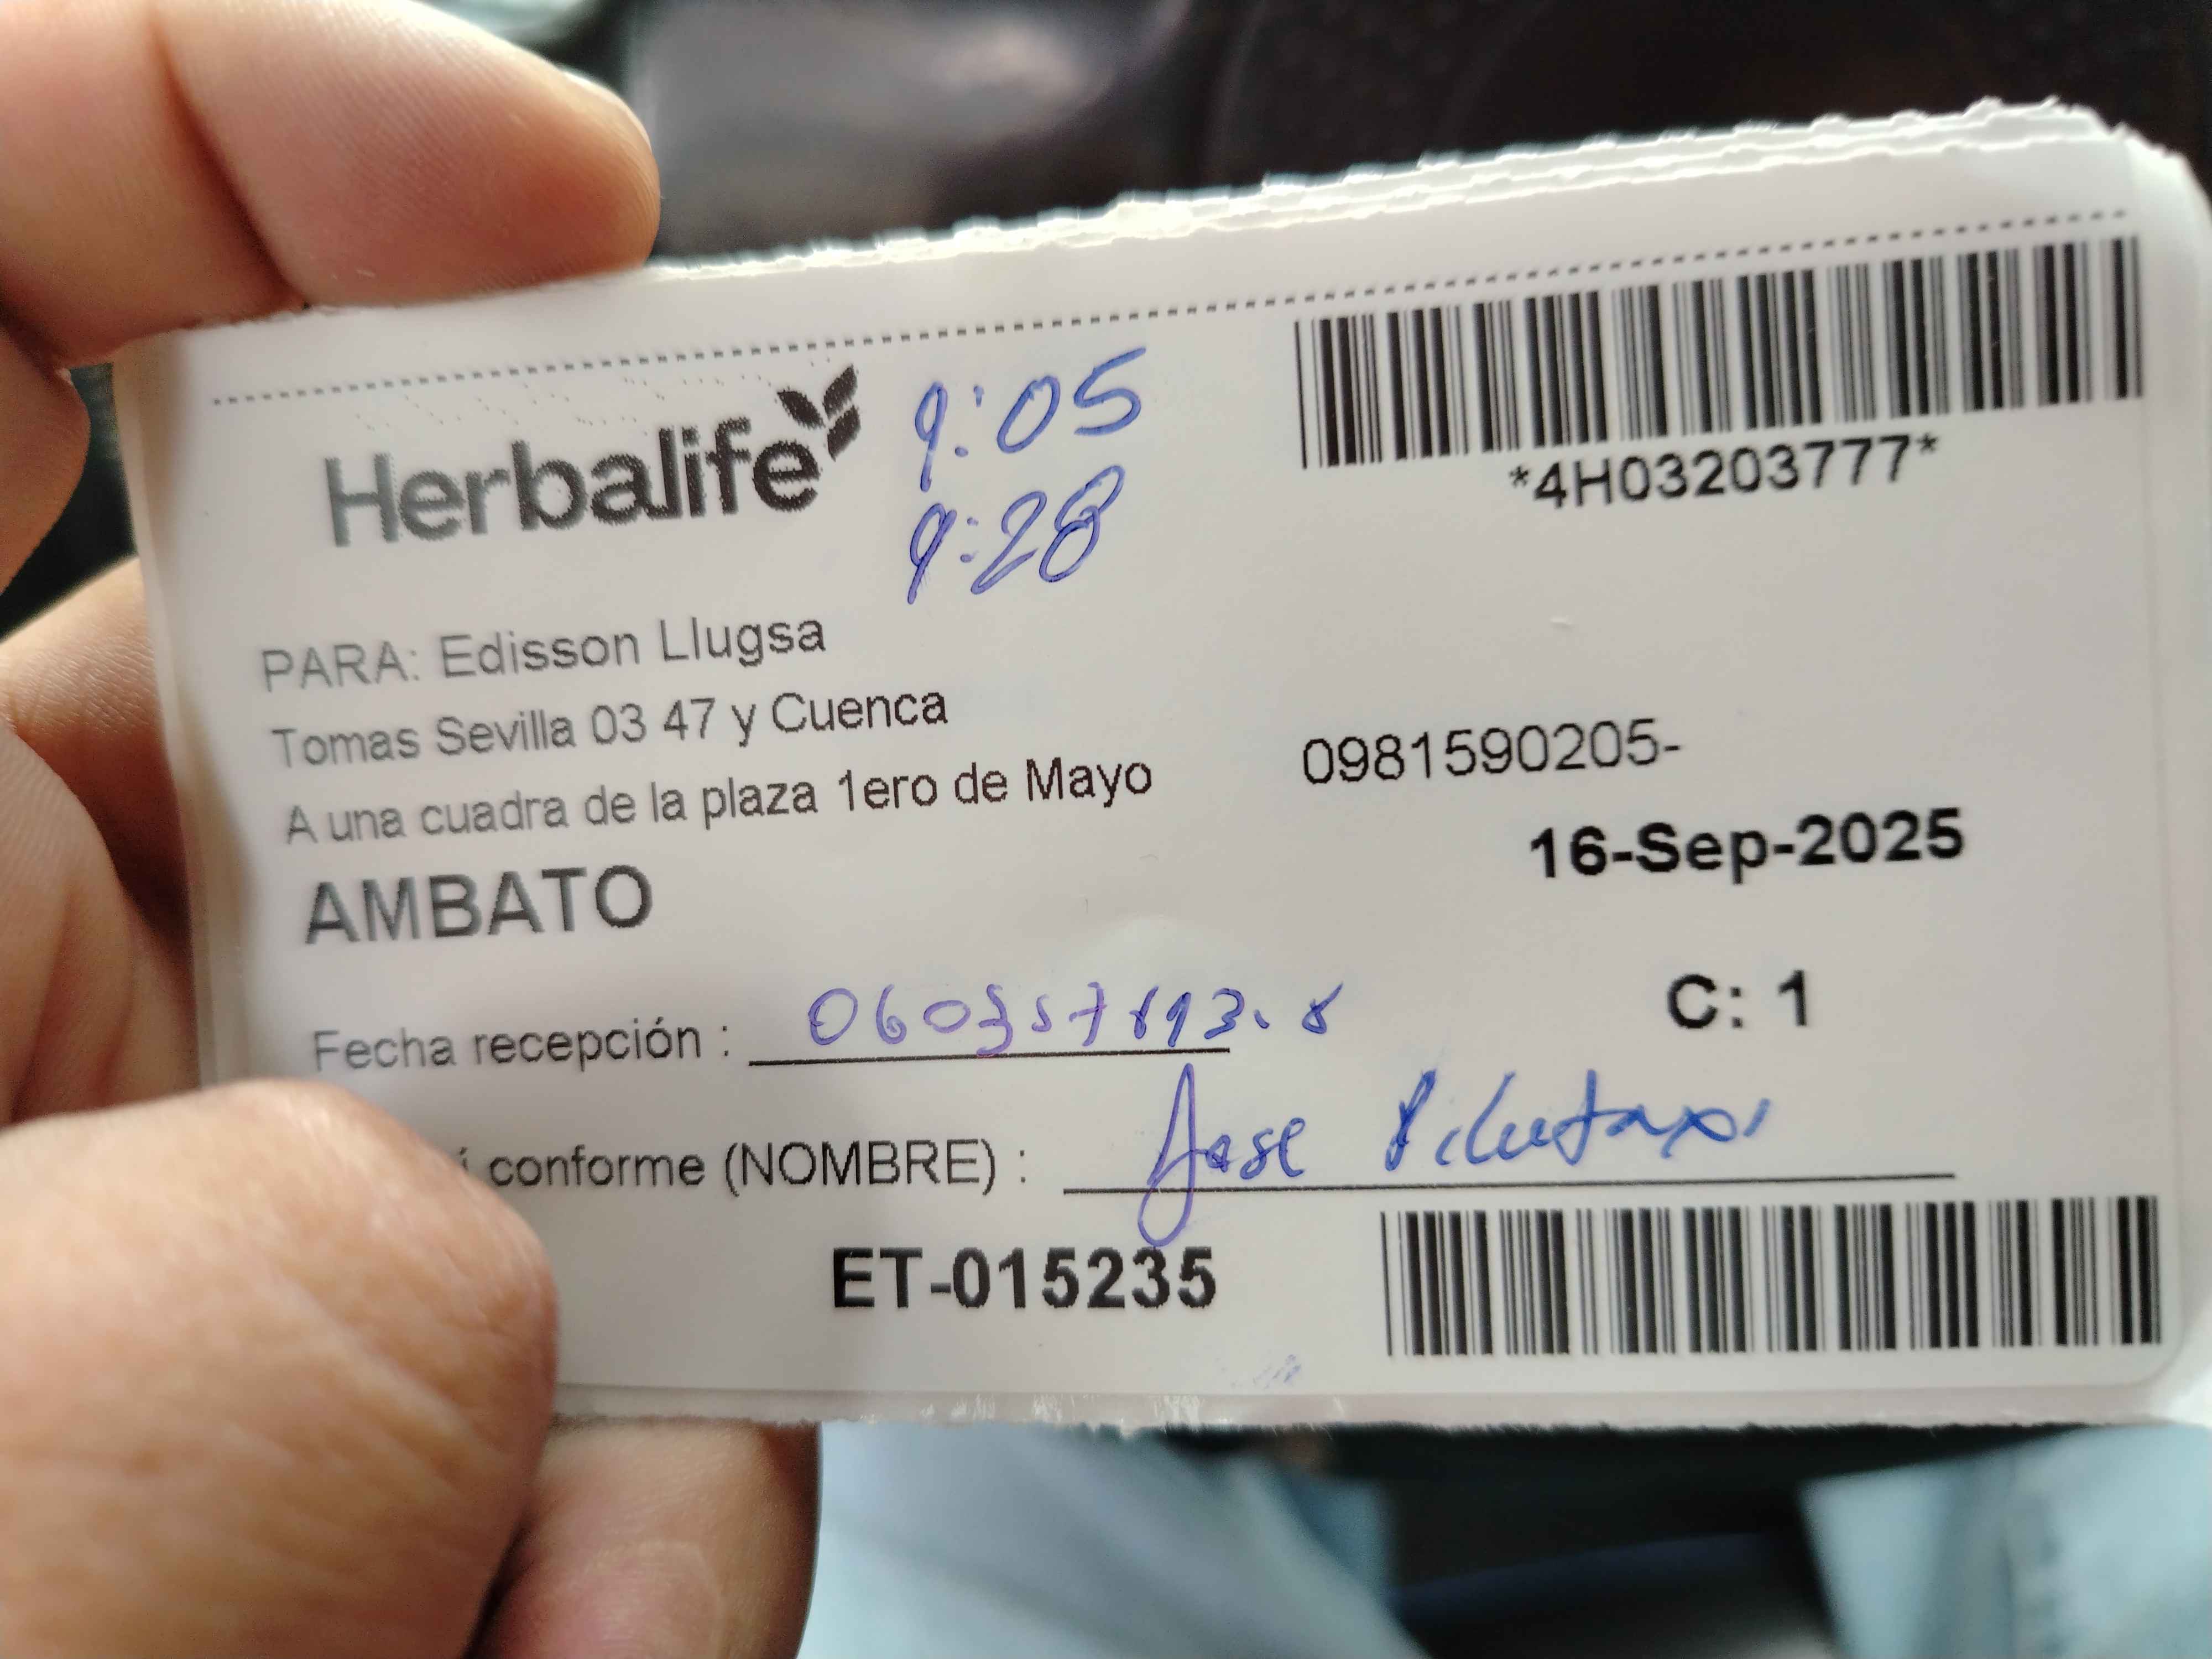 Herbalife
9:05
9:28
*4H03203777*
PARA: Edisson Llugsa
Tomas Sevilla 03 47 y Cuenca
A una cuadra de la plaza 1ero de Mayo
0981590205-
AMBATO
16-Sep-2025
C: 1
Fecha recepción :
í conforme (NOMBRE) : Jose
ET-015235